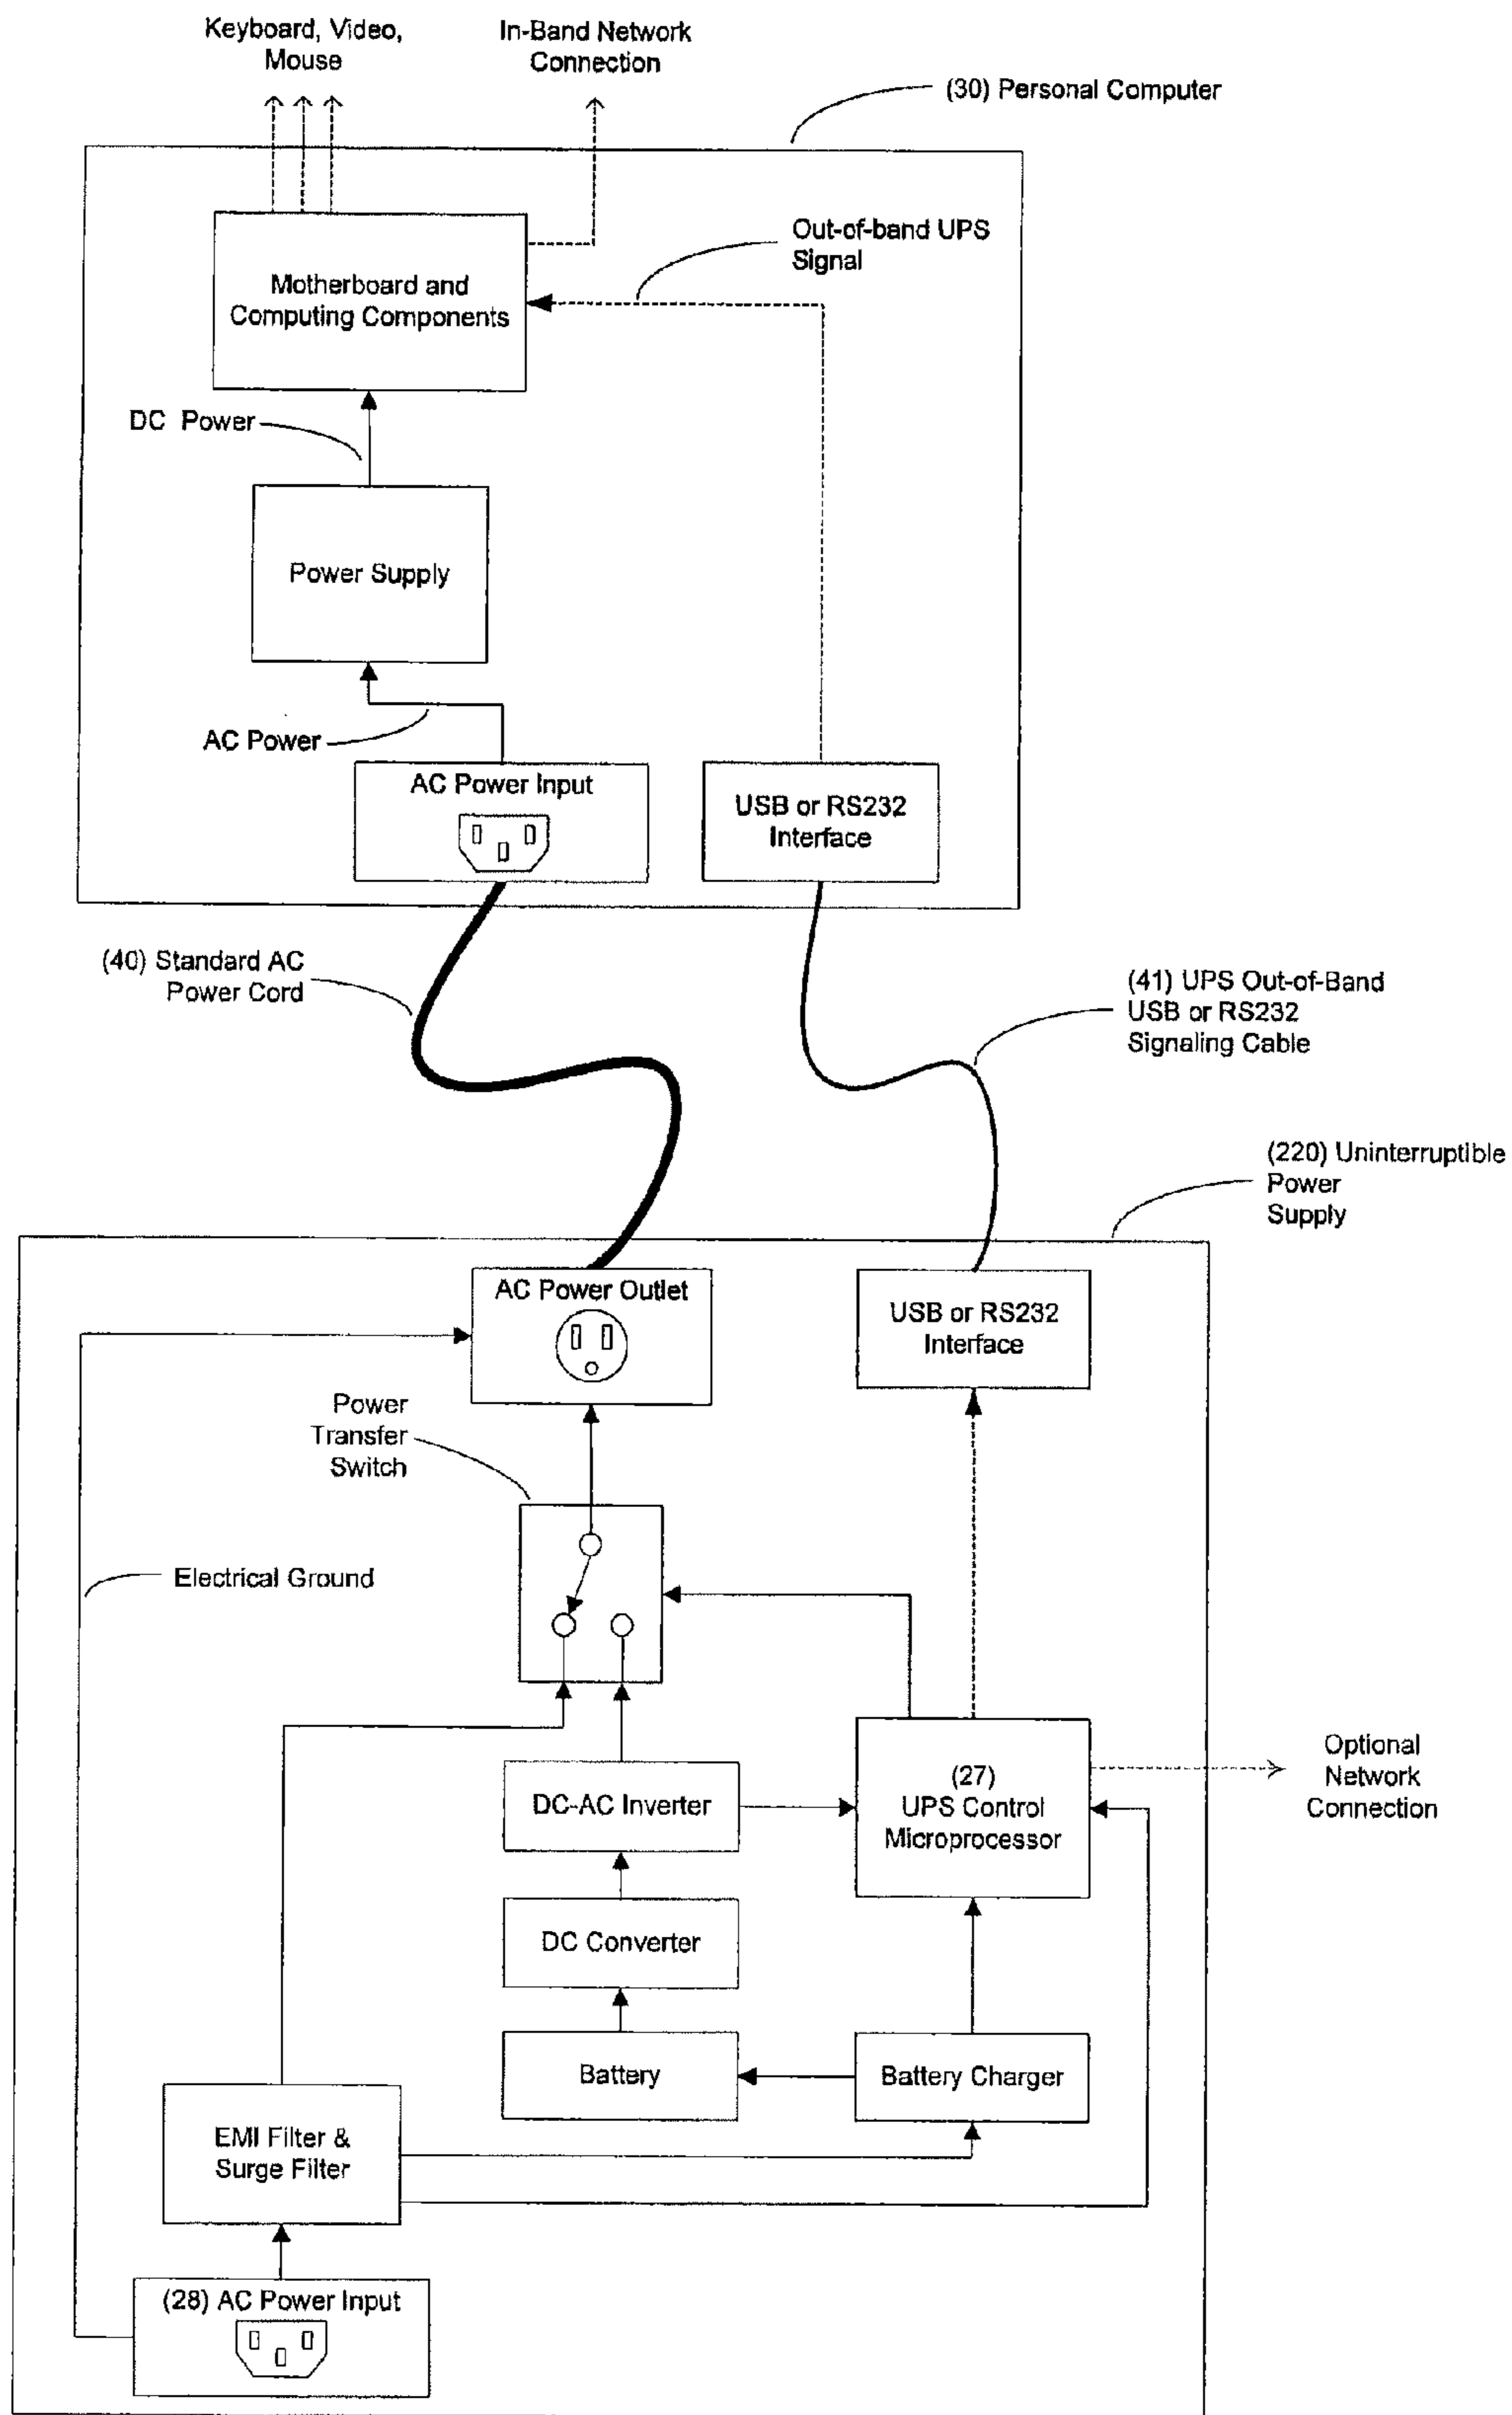 Keyboard, Video,
Mouse
In-Band Network
Connection
(30) Personal Computer
Out-of-band UPS
Signal
Motherboard and
Computing Components
DC Power
Power Supply
AC Power
AC Power Input
USB or RS232
Interface
(40) Standard AC
Power Cord
(41) UPS Out-of-Band
USB or RS232
Signaling Cable
(220) Uninterruptible
Power
Supply
AC Power Outlet
USB or RS232
Interface
Power
Transfer
Switch
Electrical Ground
Optional
Network
Connection
(27)
UPS Control
Microprocessor
DC-AC Inverter
DC Converter
Battery
Battery Charger
EMI Filter &
Surge Filter
(28) AC Power Input